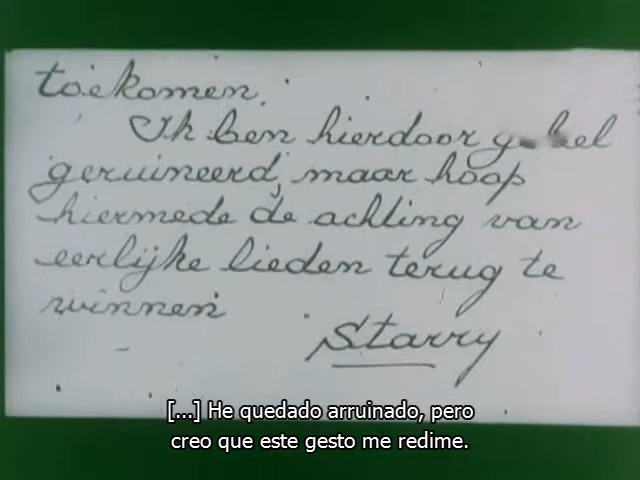 toekomen.
Ik ben hierdoor geheel
geruineerd, maar hoop
hiermede de achting van
eerlijke lieden terug te
winnen
Starry
[...] He quedado arruinado, pero
creo que este gesto me redime.